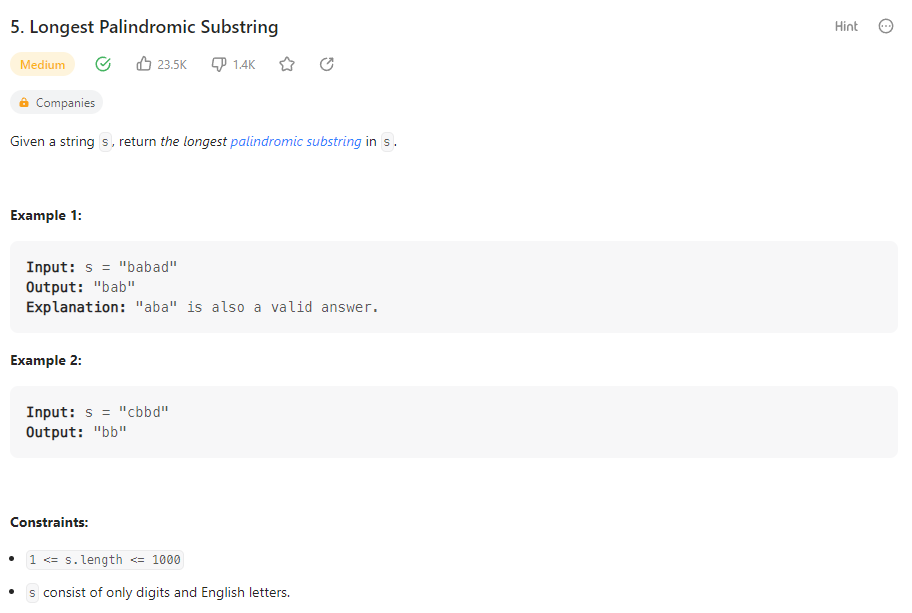 5. Longest Palindromic Substring
Hint
Medium
23.5K
1.4K
Companies
Given a string s, return the longest palindromic substring in s.
Example 1:
Input: s = "babad"
Output: "bab"
Explanation: "aba" is also a valid answer.
Example 2:
Input: s = "cbbd"
Output: "bb"
Constraints:
• 1 <= s.length <= 1000
• s consist of only digits and English letters.